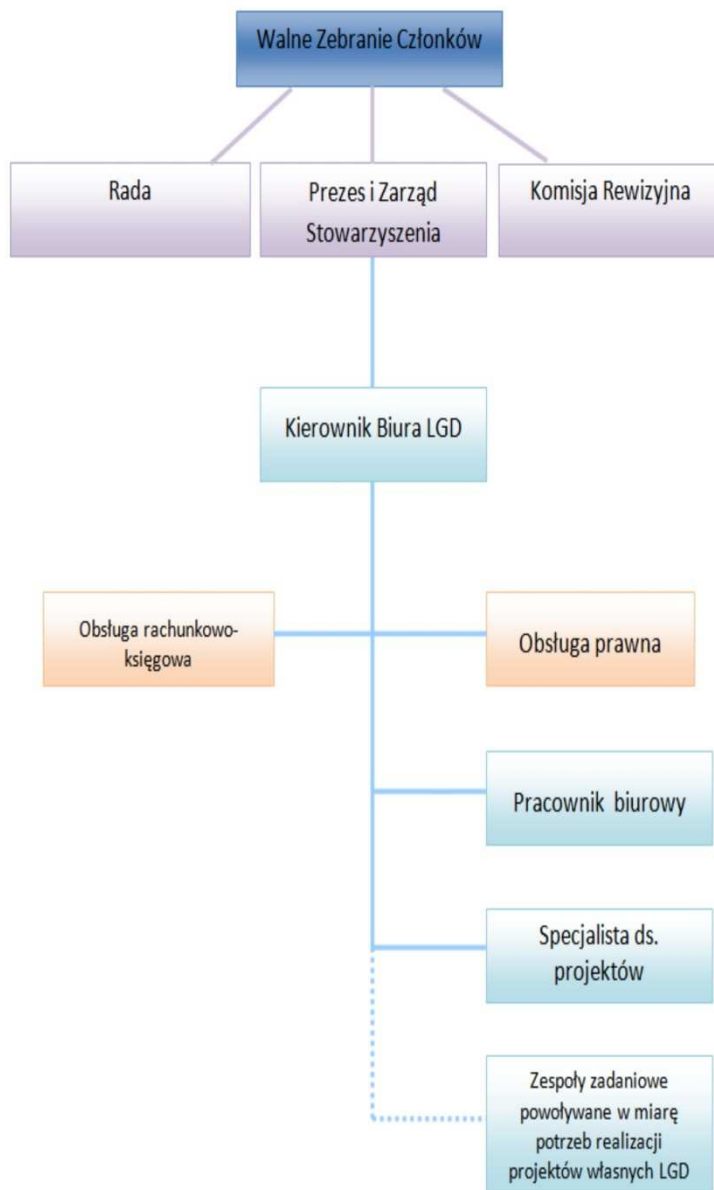 Walne Zebranie Członków
Rada
Prezes i Zarząd
Stowarzyszenia
Komisja Rewizyjna
Kierownik Biura LGD
Obsługa rachunkowo-
księgowa
Obsługa prawna
Pracownik biurowy
Specjalista ds.
projektów
Zespoły zadaniowe
powoływane w miarę
potrzeb realizacji
projektów własnych LGD